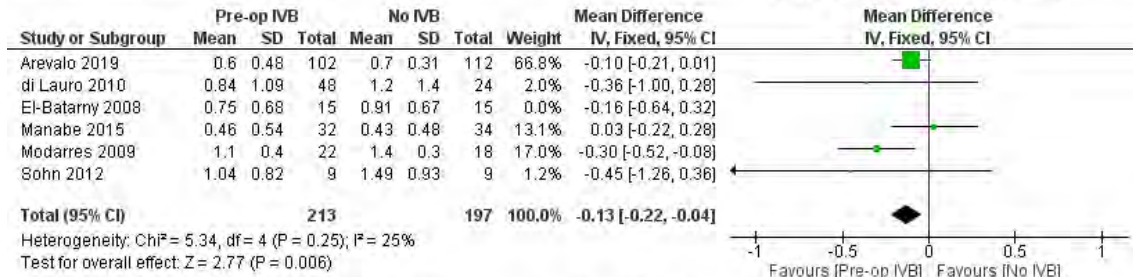 Pre-op IVB No IVB Mean Difference Mean Difference
Study or Subgroup Mean SD Total Mean SD Total Weight IV, Fixed, 95% CI IV, Fixed, 95% CI
Arevalo 2019 0.6 0.48 102 0.7 0.31 112 66.8% -0.10 [-0.21, 0.01]
di Lauro 2010 0.84 1.09 48 1.2 1.4 24 2.0% -0.36 [-1.00, 0.28]
El-Batarny 2008 0.75 0.68 15 0.91 0.67 15 0.0% -0.16 [-0.64, 0.32]
Manabe 2015 0.46 0.54 32 0.43 0.48 34 13.1% 0.03 [-0.22, 0.28]
Modarres 2009 1.1 0.4 22 1.4 0.3 18 17.0% -0.30 [-0.52, -0.08]
Sohn 2012 1.04 0.82 9 1.49 0.93 9 1.2% -0.45 [-1.26, 0.36]
Total (95% CI) 213 197 100.0% -0.13 [-0.22, -0.04]
Heterogeneity: Chi² = 5.34, df = 4 (P = 0.25); I² = 25%
Test for overall effect: Z = 2.77 (P = 0.006)
-1 -0.5 0 0.5 1
Favours [Pre-op IVB] Favours [No IVB]